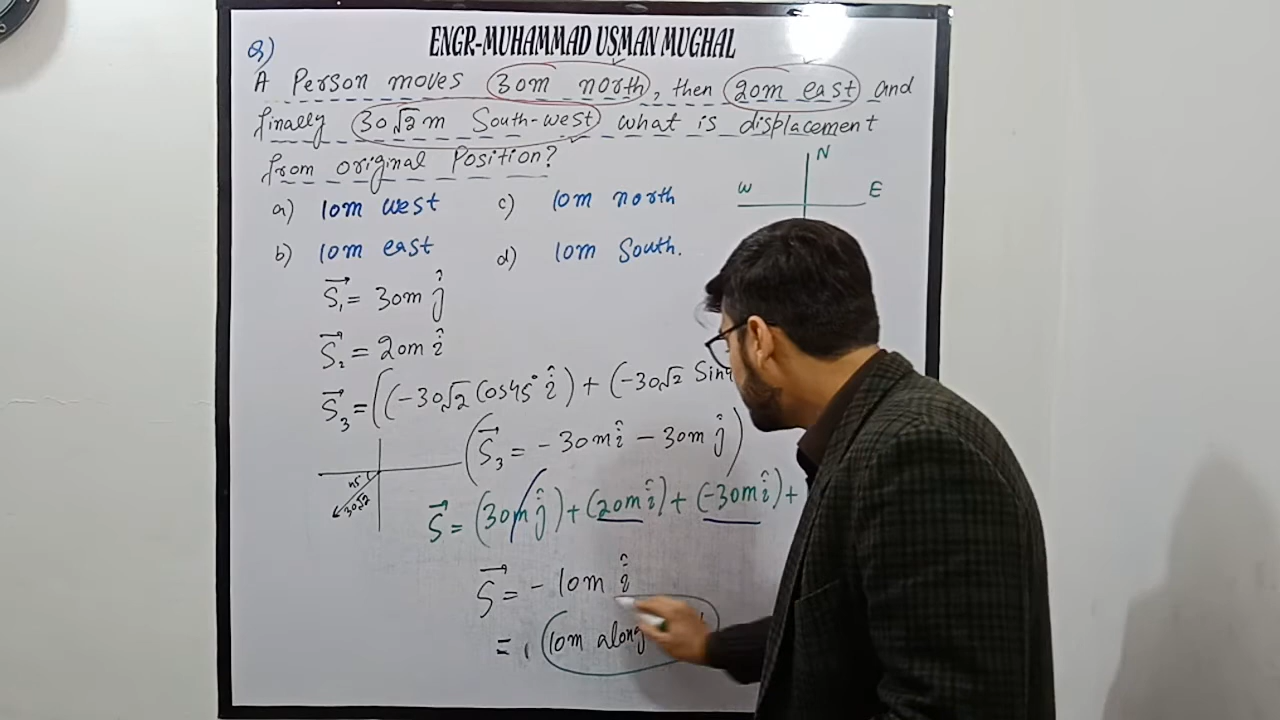 ENGR-MUHAMMAD USMAN MUGHAL
Q)
A Person moves 30m north, then 20m east and
finally 30√2m South-west what is displacement
from original Position?
N
W E
a) 10m west c) 10m north
b) 10m east d) 10m South.
S⃗₁ = 30m ĵ
S⃗₂ = 20m î
S⃗₃ = ((-30√2 Cos45° î) + (-30√2 Sin
(S⃗₃ = -30m î - 30m ĵ)
45
30√2
S⃗ = (30m ĵ) + (20m î) + (-30m î) +
S⃗ = -10m î
= 10m along